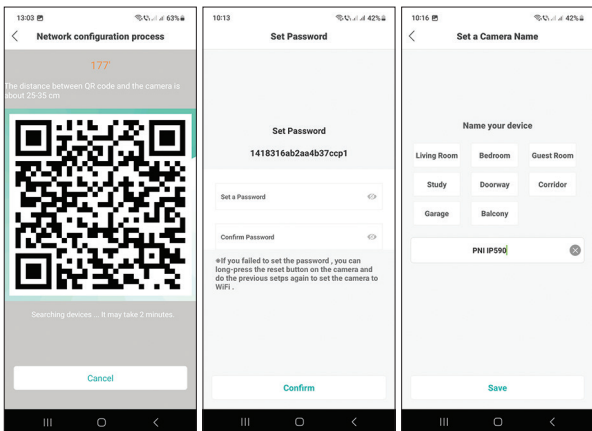 13:03
63%
Network configuration process
177'
The distance between QR code and the camera is
about 25-35 cm
Searching devices ... It may take 2 minutes.
Cancel
10:13
42%
Set Password
Set Password
1418316ab2aa4b37ccp1
Set a Password
Confirm Password
*If you failed to set the password , you can
long-press the reset button on the camera and
do the previous setps again to set the camera to
WiFi .
Confirm
10:16
42%
Set a Camera Name
Name your device
Living Room
Bedroom
Guest Room
Study
Doorway
Corridor
Garage
Balcony
PNI IP590
Save